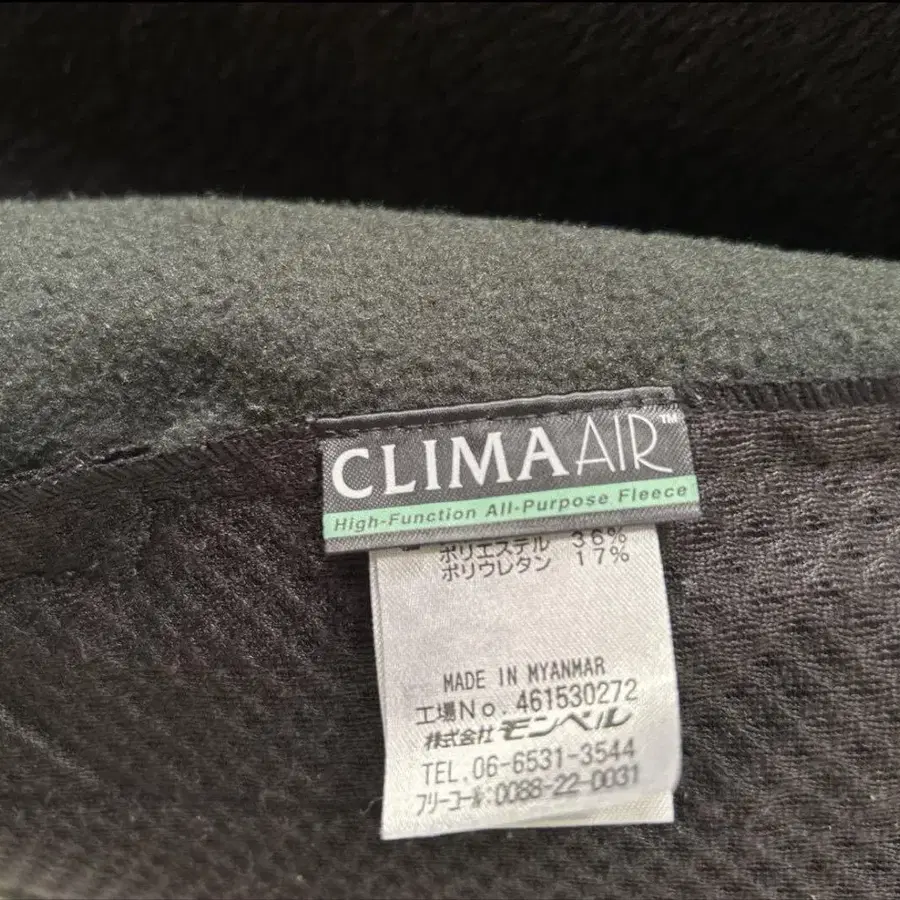 CLIMAAIR™
High-Function All-Purpose Fleece
ポリエステル 36%
ポリウレタン 17%
MADE IN MYANMAR
工場No.461530272
株式会社モンベル
TEL.06-6531-3544
フリーコール:0088-22-0031